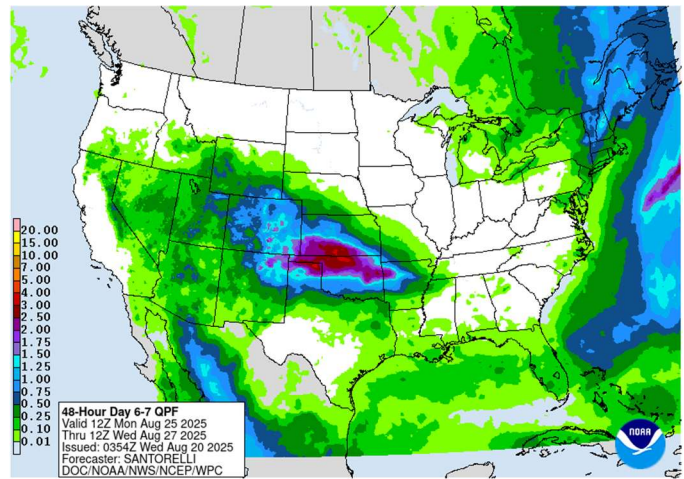 20.00
15.00
10.00
7.00
5.00
4.00
3.00
2.50
2.00
1.75
1.50
1.25
1.00
0.75
0.50
0.25
0.10
0.01
48-Hour Day 6-7 QPF
Valid 12Z Mon Aug 25 2025
Thru 12Z Wed Aug 27 2025
Issued: 0354Z Wed Aug 20 2025
Forecaster: SANTORELLI
DOC/NOAA/NWS/NCEP/WPC
NOAA